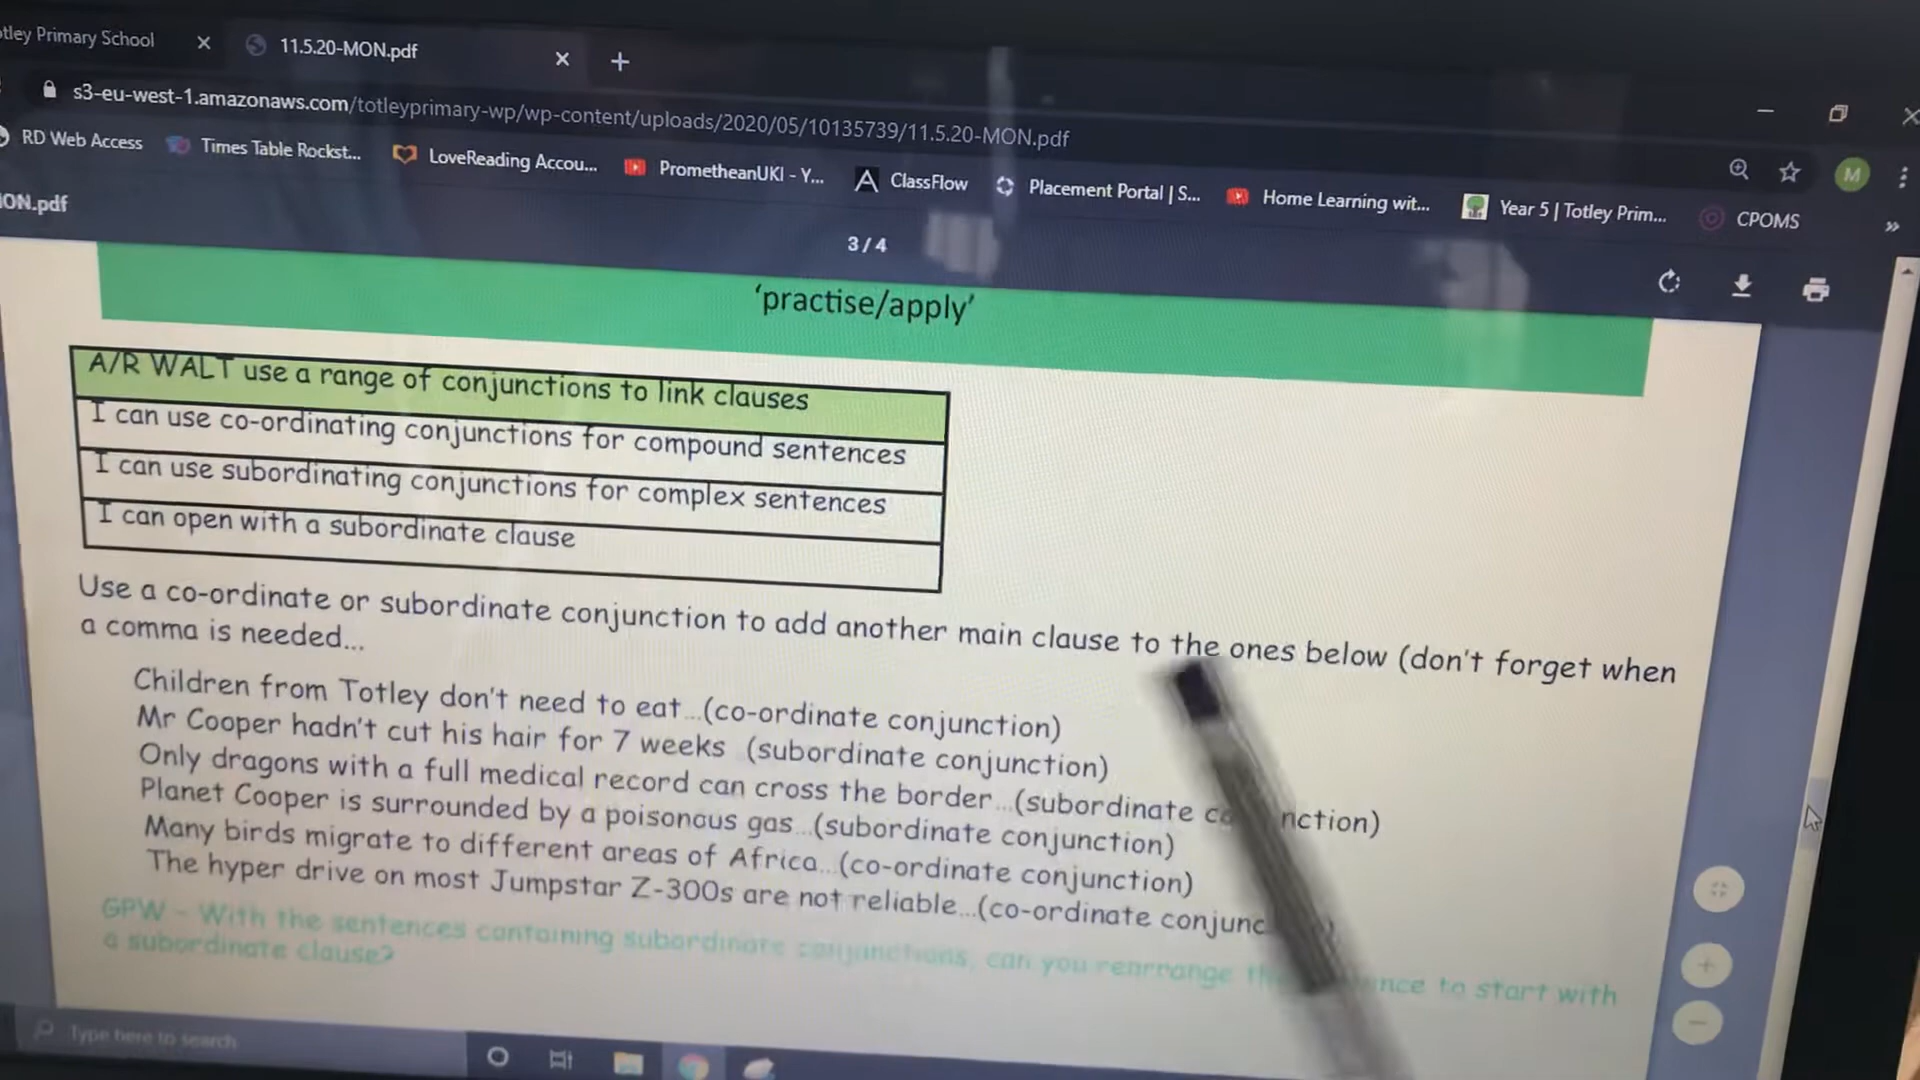 tley Primary School
11.5.20-MON.pdf
s3-eu-west-1.amazonaws.com/totleyprimary-wp/wp-content/uploads/2020/05/10135739/11.5.20-MON.pdf
RD Web Access
Times Table Rockst...
LoveReading Accou...
PrometheanUKI - Y...
ClassFlow
Placement Portal | S...
Home Learning wit...
Year 5 | Totley Prim...
CPOMS
M
ON.pdf
3 / 4
‘practise/apply’
A/R WALT use a range of conjunctions to link clauses
I can use co-ordinating conjunctions for compound sentences
I can use subordinating conjunctions for complex sentences
I can open with a subordinate clause
Use a co-ordinate or subordinate conjunction to add another main clause to the ones below (don't forget when
a comma is needed...
Children from Totley don't need to eat...(co-ordinate conjunction)
Mr Cooper hadn't cut his hair for 7 weeks (subordinate conjunction)
Only dragons with a full medical record can cross the border...(subordinate co nction)
Planet Cooper is surrounded by a poisonous gas...(subordinate conjunction)
Many birds migrate to different areas of Africa...(co-ordinate conjunction)
The hyper drive on most Jumpstar Z-300s are not reliable...(co-ordinate conjunc
GPW - With the sentences containing subordinate conjunctions, can you rearrange nce to start with
a subordinate clause?
Type here to search